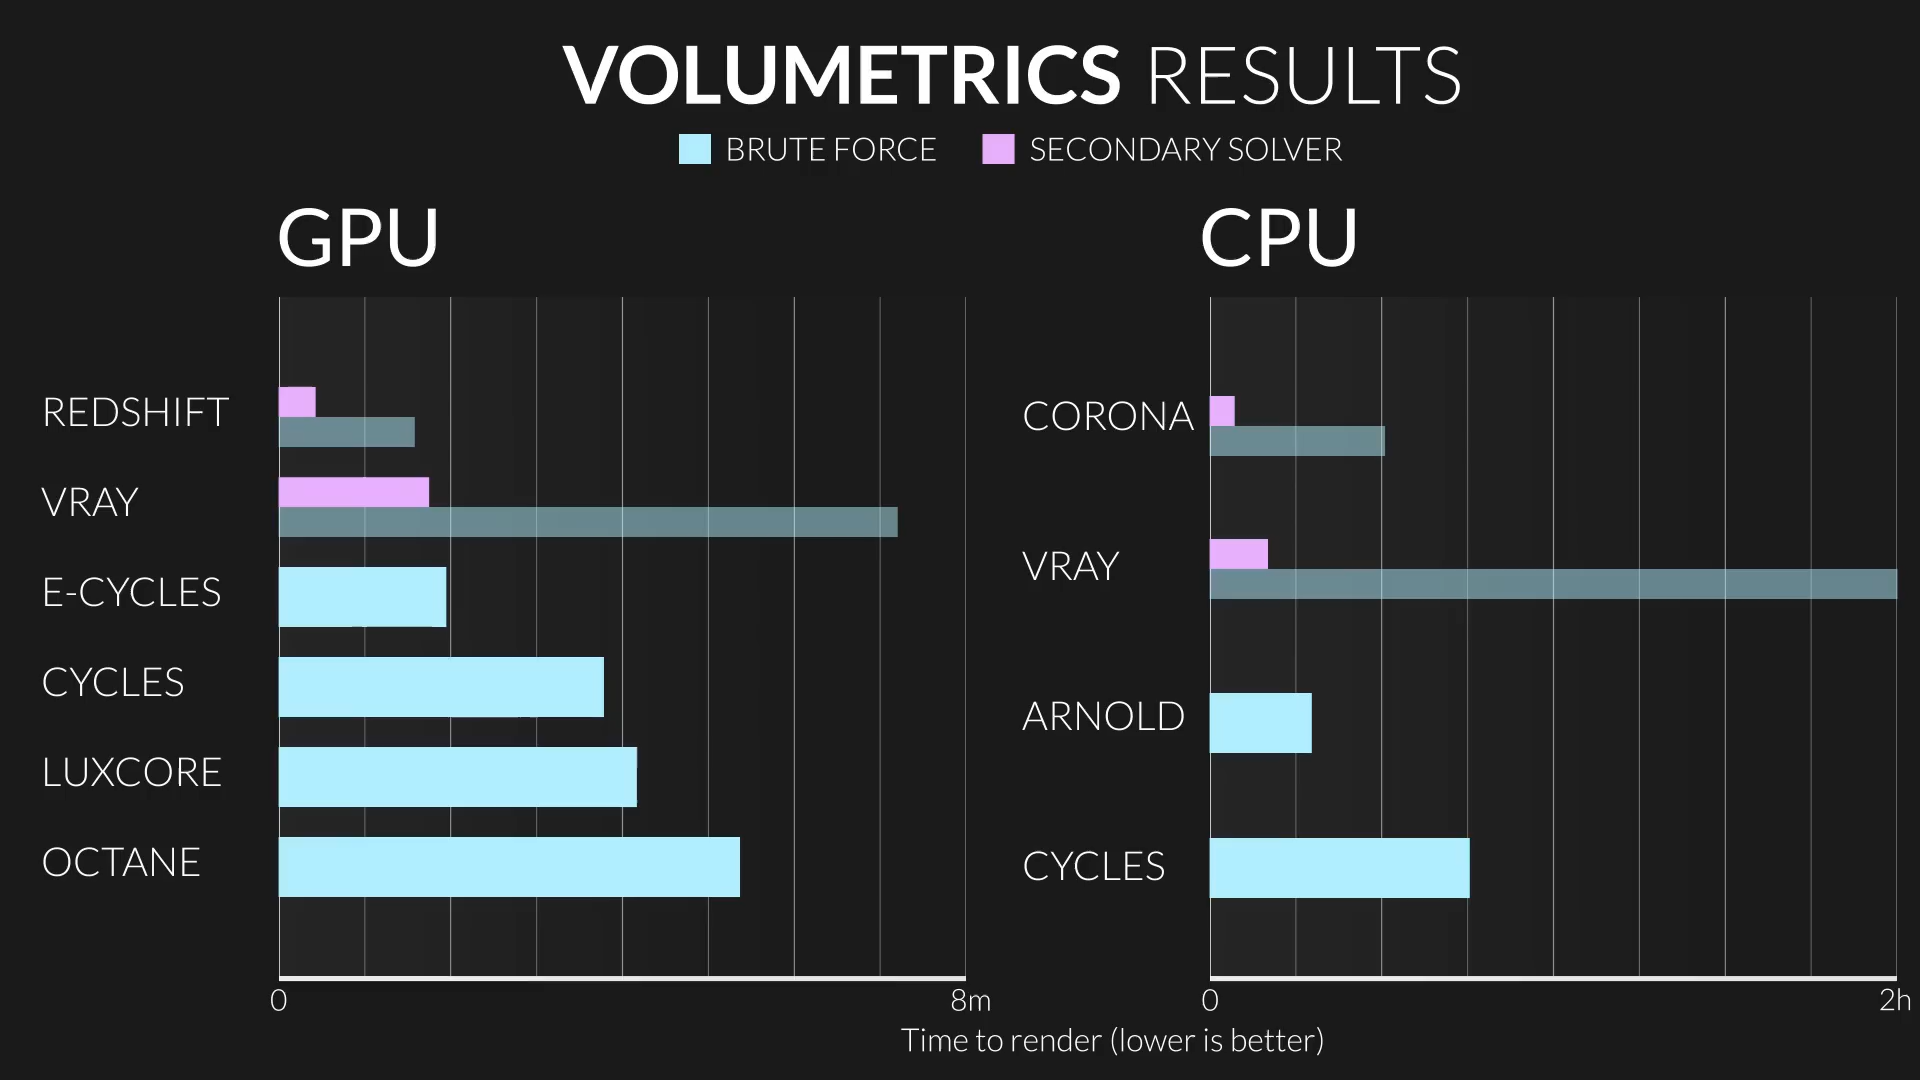 VOLUMETRICS RESULTS
BRUTE FORCE SECONDARY SOLVER
GPU
REDSHIFT
VRAY
E-CYCLES
CYCLES
LUXCORE
OCTANE
0 8m
CPU
CORONA
VRAY
ARNOLD
CYCLES
0 2h
Time to render (lower is better)